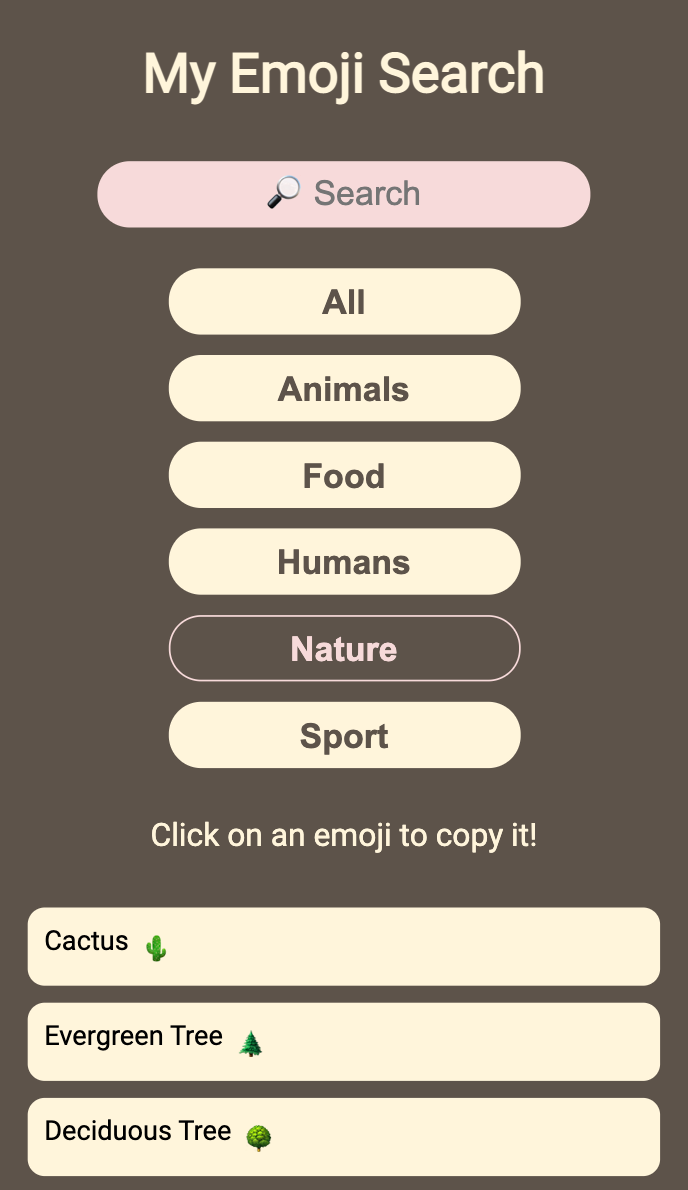 My Emoji Search
🔎 Search
All
Animals
Food
Humans
Nature
Sport
Click on an emoji to copy it!
Cactus 🌵
Evergreen Tree 🌲
Deciduous Tree 🌳